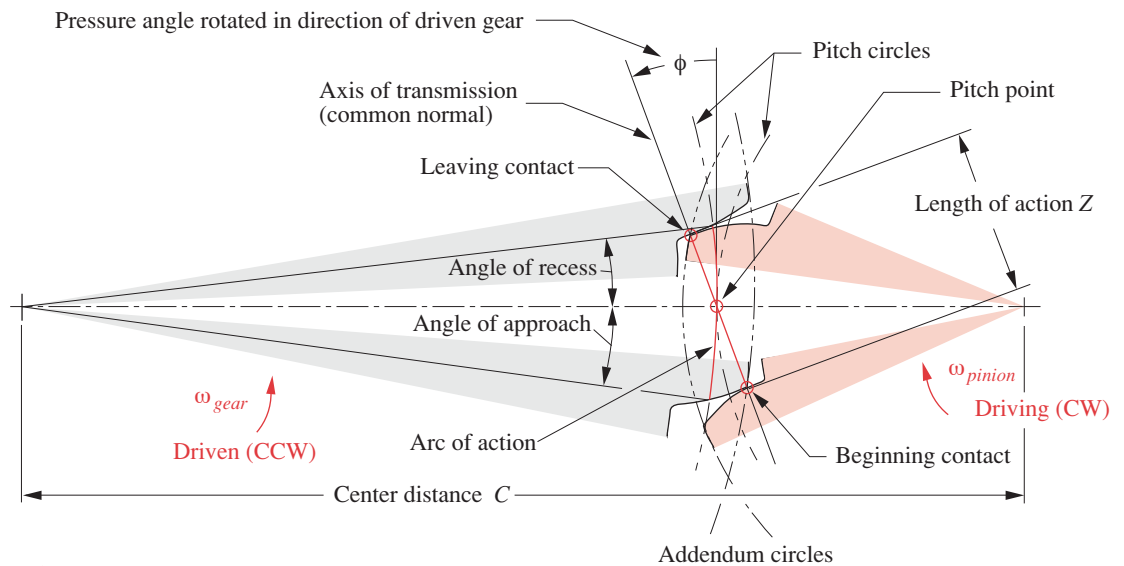 Pressure angle rotated in direction of driven gear
ϕ
Pitch circles
Axis of transmission
(common normal)
Pitch point
Leaving contact
Length of action Z
Angle of recess
Angle of approach
ω gear
Driven (CCW)
ω pinion
Driving (CW)
Arc of action
Beginning contact
Center distance C
Addendum circles